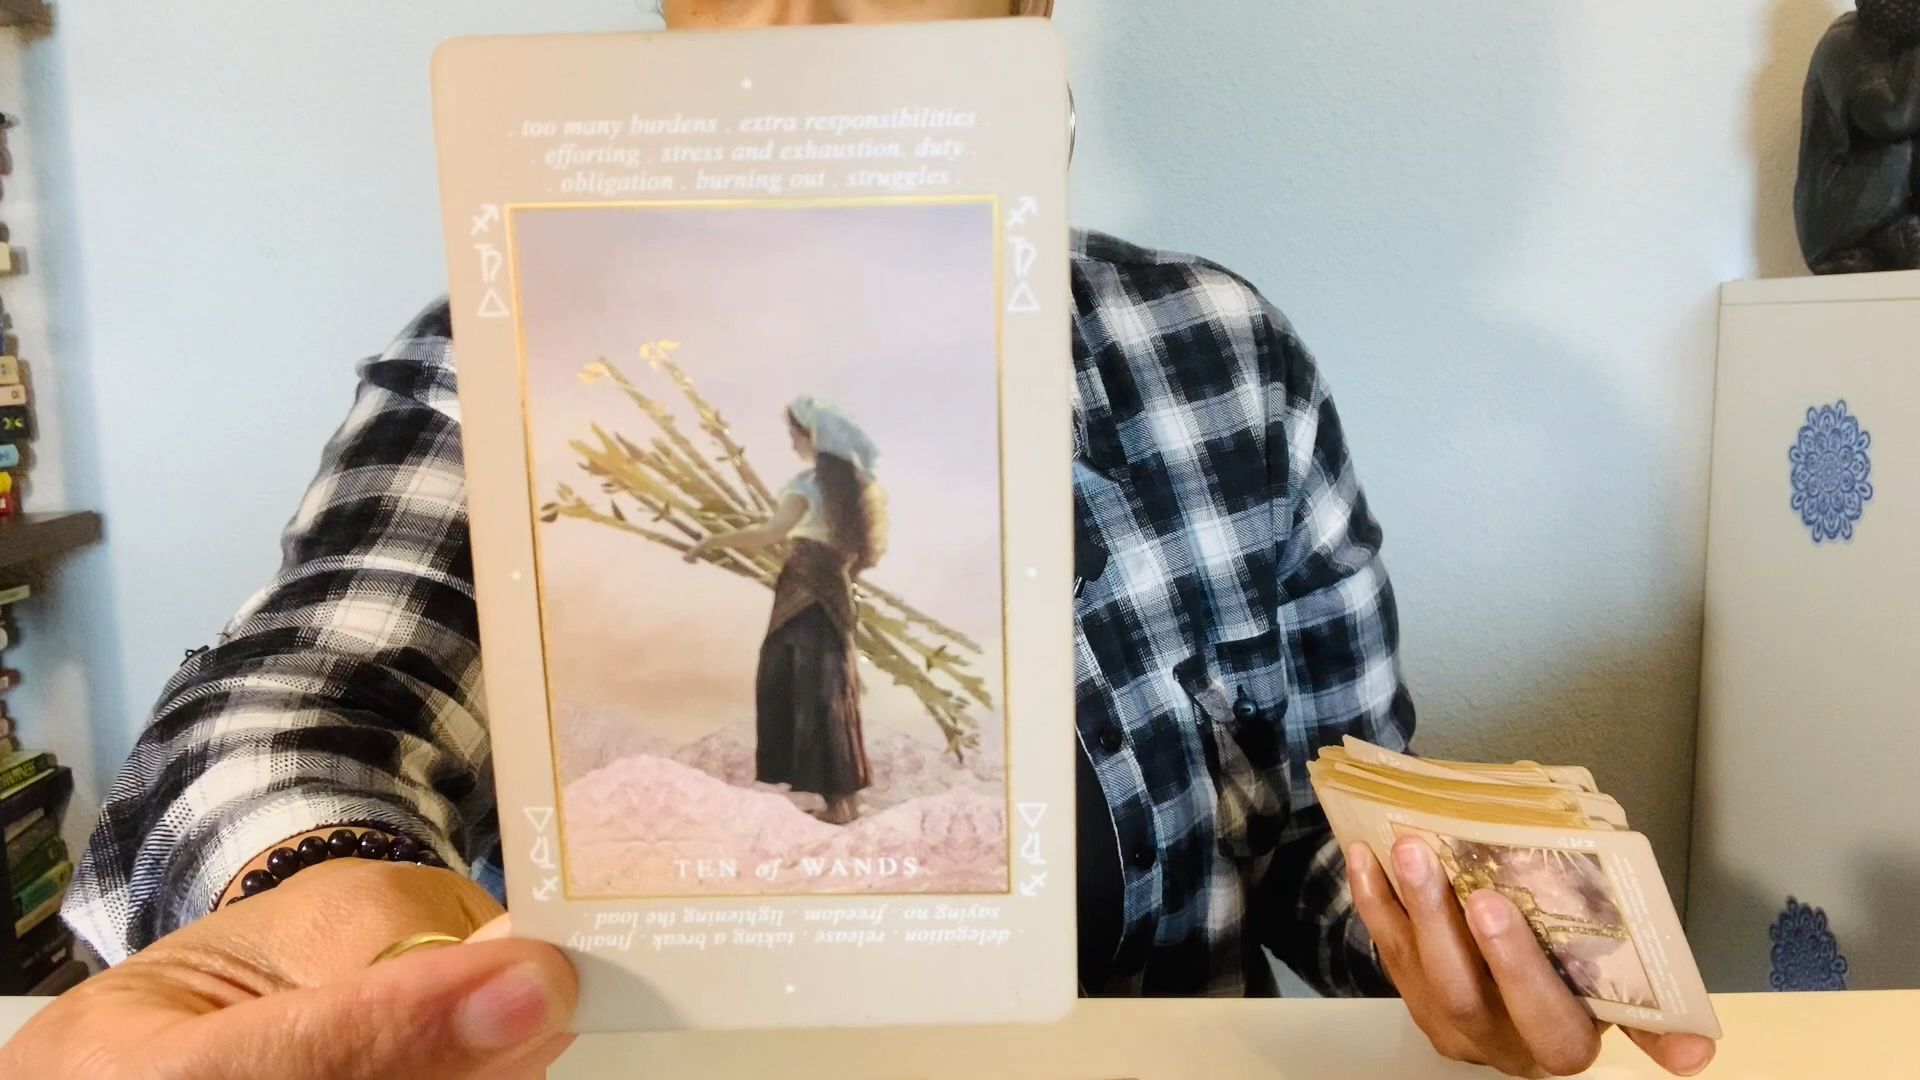 . too many burdens . extra responsibilities .
. efforting . stress and exhaustion. duty .
. obligation . burning out . struggles .
TEN of WANDS
. delegation . release . taking a break . finally
saying no . freedom . lightening the load .